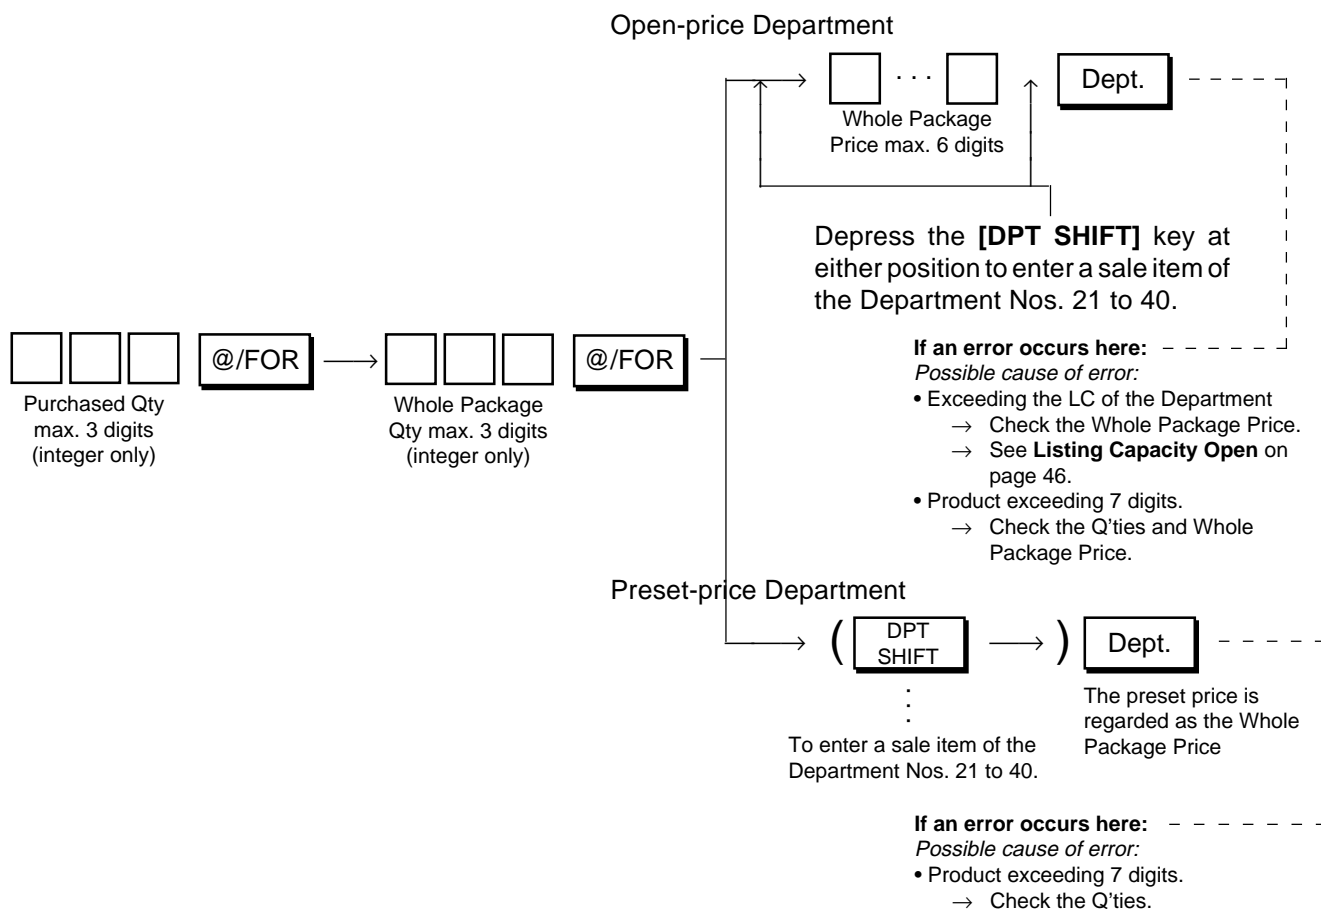 Open-price Department
· · ·
Dept.
Whole Package
Price max. 6 digits
Depress the [DPT SHIFT] key at
either position to enter a sale item of
the Department Nos. 21 to 40.
@/FOR
@/FOR
Purchased Qty
max. 3 digits
(integer only)
Whole Package
Qty max. 3 digits
(integer only)
If an error occurs here:
Possible cause of error:
• Exceeding the LC of the Department
→ Check the Whole Package Price.
→ See Listing Capacity Open on
page 46.
• Product exceeding 7 digits.
→ Check the Q'ties and Whole
Package Price.
Preset-price Department
( DPT
SHIFT → ) Dept.
The preset price is
regarded as the Whole
Package Price
To enter a sale item of the
Department Nos. 21 to 40.
If an error occurs here:
Possible cause of error:
• Product exceeding 7 digits.
→ Check the Q'ties.